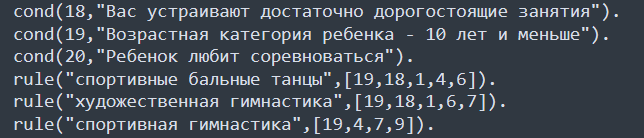 cond(18,"Вас устраивают достаточно дорогостоящие занятия").
cond(19,"Возрастная категория ребенка - 10 лет и меньше").
cond(20,"Ребенок любит соревноваться").
rule("спортивные бальные танцы",[19,18,1,4,6]).
rule("художественная гимнастика",[19,18,1,6,7]).
rule("спортивная гимнастика",[19,4,7,9]).